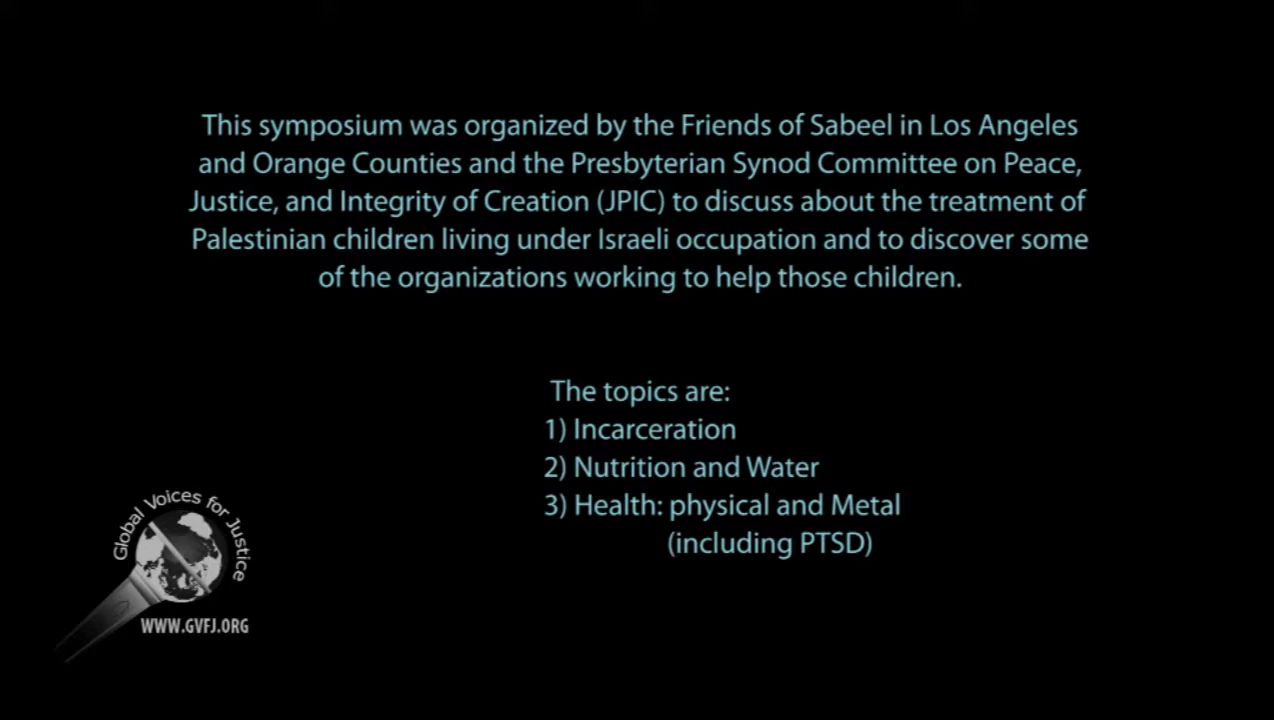 This symposium was organized by the Friends of Sabeel in Los Angeles
and Orange Counties and the Presbyterian Synod Committee on Peace,
Justice, and Integrity of Creation (JPIC) to discuss about the treatment of
Palestinian children living under Israeli occupation and to discover some
of the organizations working to help those children.
The topics are:
1) Incarceration
2) Nutrition and Water
3) Health: physical and Metal
(including PTSD)
Global Voices for Justice
WWW.GVFJ.ORG